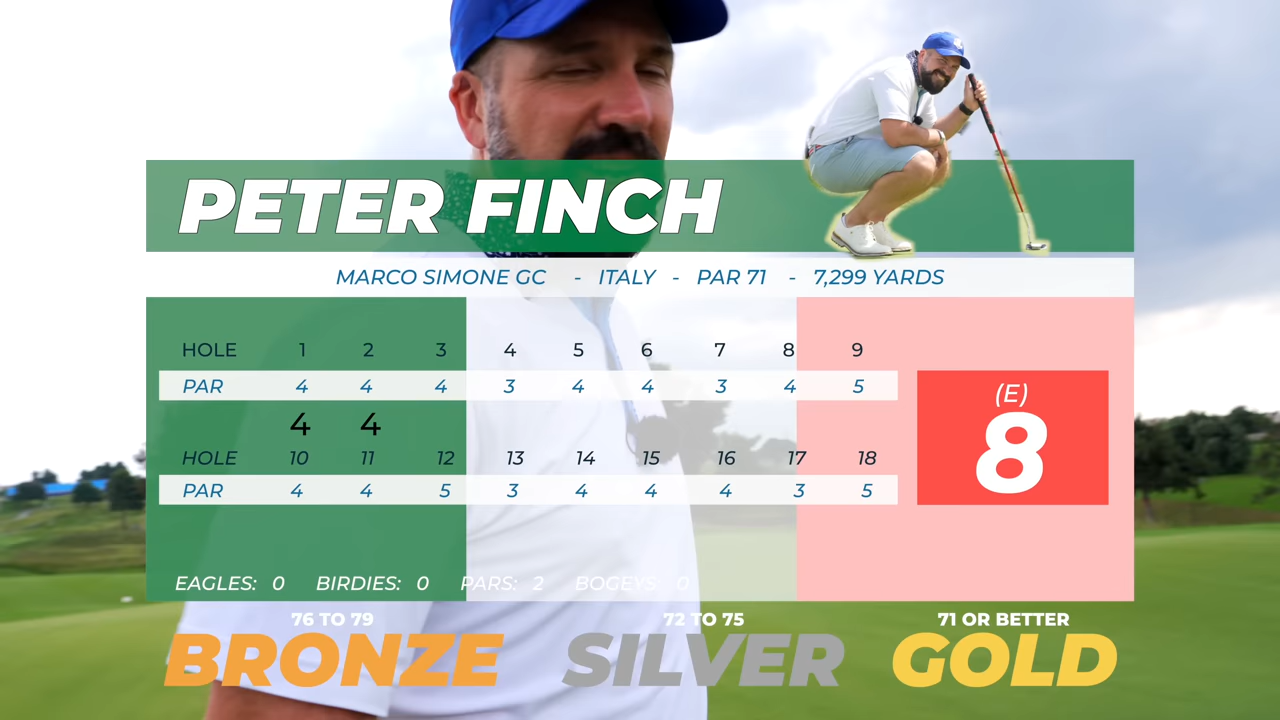 PETER FINCH
MARCO SIMONE GC - ITALY - PAR 71 - 7,299 YARDS
HOLE 1 2 3 4 5 6 7 8 9
PAR 4 4 4 3 4 4 3 4 5
4 4
(E)
8
HOLE 10 11 12 13 14 15 16 17 18
PAR 4 4 5 3 4 4 4 3 5
EAGLES: 0 BIRDIES: 0 PARS: 2 BOGEYS: 0
76 TO 79 72 TO 75 71 OR BETTER
BRONZE SILVER GOLD